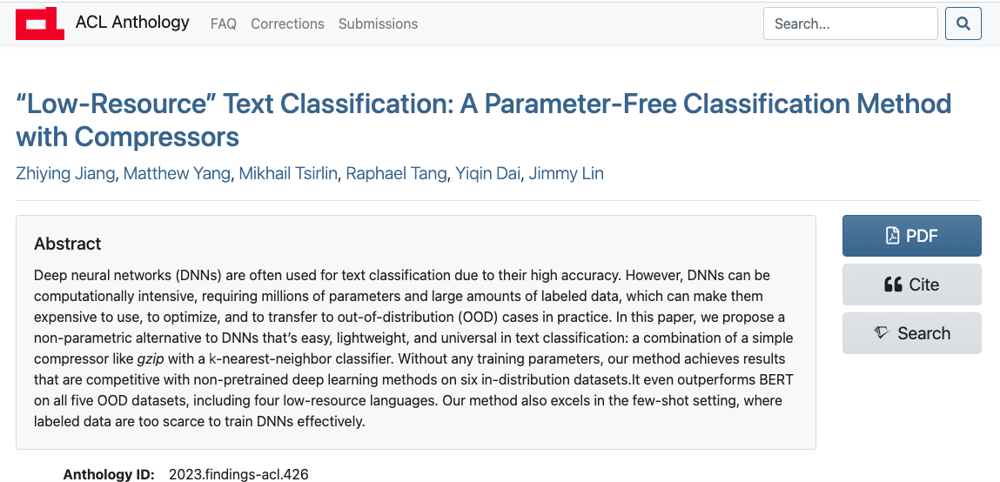 ACL Anthology FAQ Corrections Submissions Search...
“Low-Resource” Text Classification: A Parameter-Free Classification Method
with Compressors
Zhiying Jiang, Matthew Yang, Mikhail Tsirlin, Raphael Tang, Yiqin Dai, Jimmy Lin
Abstract
Deep neural networks (DNNs) are often used for text classification due to their high accuracy. However, DNNs can be
computationally intensive, requiring millions of parameters and large amounts of labeled data, which can make them
expensive to use, to optimize, and to transfer to out-of-distribution (OOD) cases in practice. In this paper, we propose a
non-parametric alternative to DNNs that’s easy, lightweight, and universal in text classification: a combination of a simple
compressor like gzip with a k-nearest-neighbor classifier. Without any training parameters, our method achieves results
that are competitive with non-pretrained deep learning methods on six in-distribution datasets.It even outperforms BERT
on all five OOD datasets, including four low-resource languages. Our method also excels in the few-shot setting, where
labeled data are too scarce to train DNNs effectively.
PDF
Cite
Search
Anthology ID: 2023.findings-acl.426